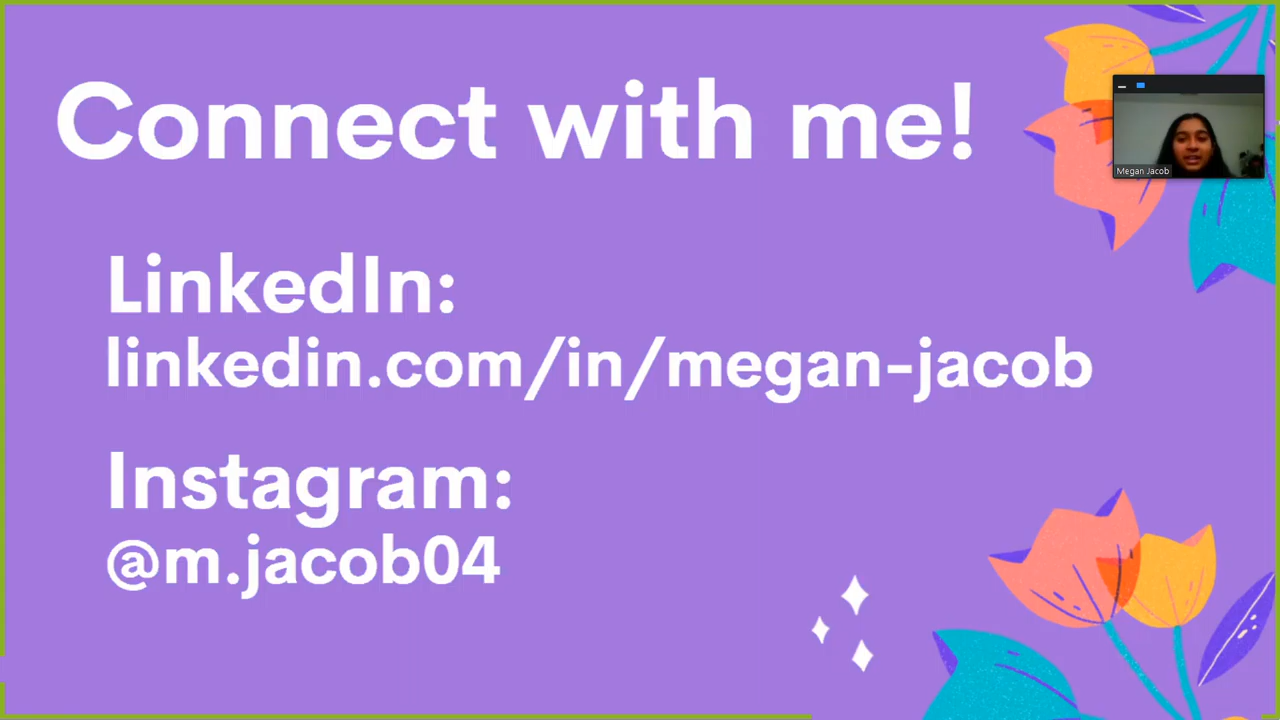 Connect with me!
Megan Jacob
LinkedIn:
linkedin.com/in/megan-jacob
Instagram:
@m.jacob04